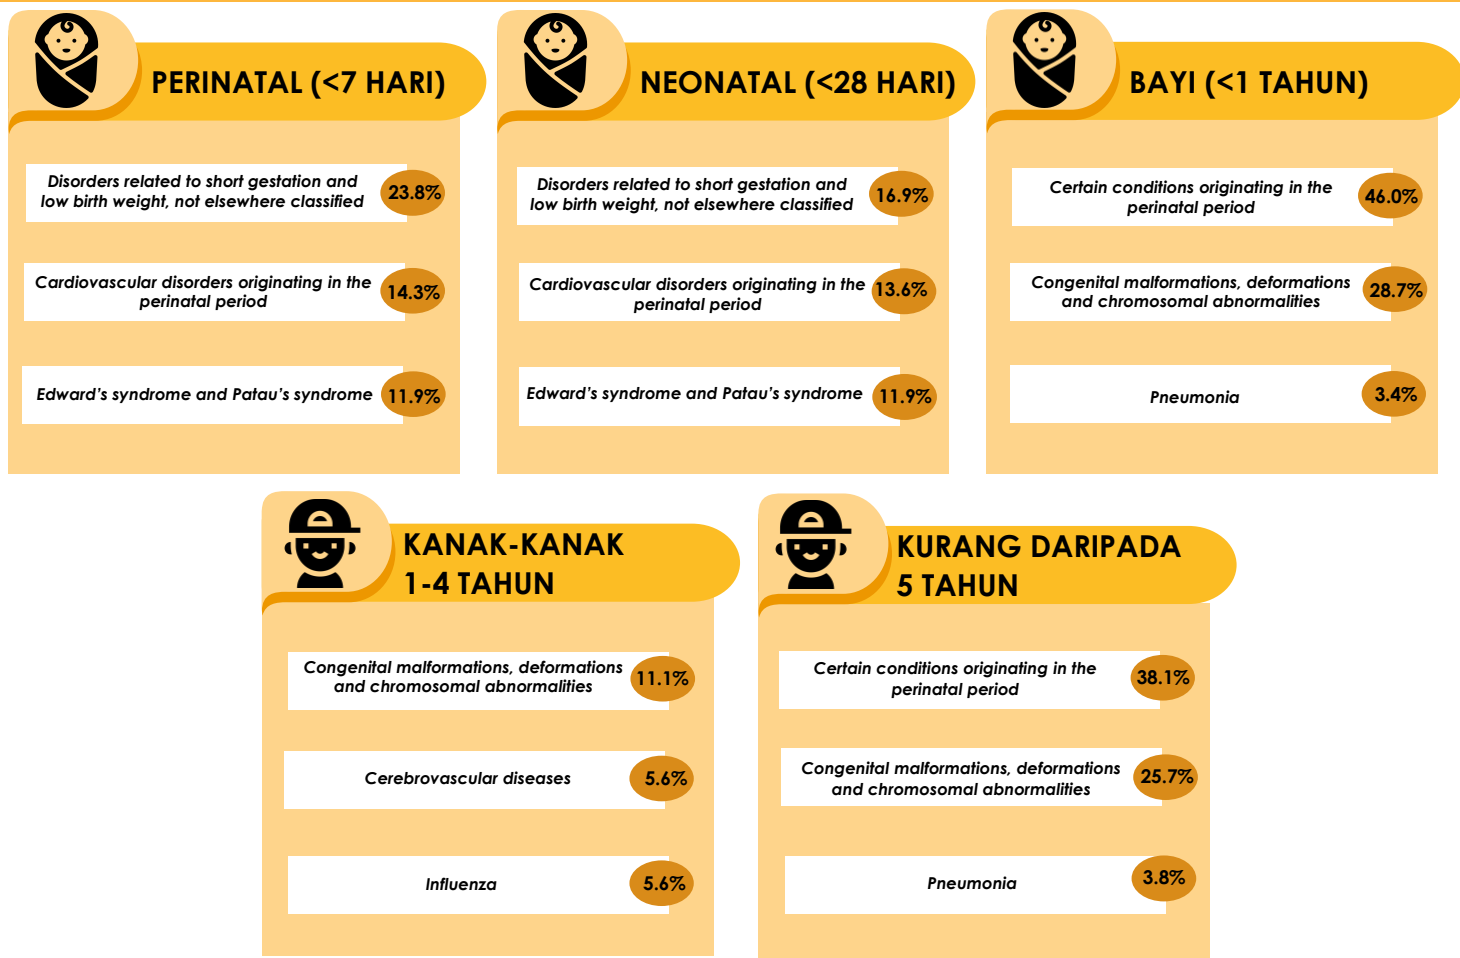 PERINATAL (<7 HARI)
Disorders related to short gestation and
low birth weight, not elsewhere classified
23.8%
Cardiovascular disorders originating in the
perinatal period
14.3%
Edward's syndrome and Patau's syndrome
11.9%
NEONATAL (<28 HARI)
Disorders related to short gestation and
low birth weight, not elsewhere classified
16.9%
Cardiovascular disorders originating in the
perinatal period
13.6%
Edward's syndrome and Patau's syndrome
11.9%
BAYI (<1 TAHUN)
Certain conditions originating in the
perinatal period
46.0%
Congenital malformations, deformations
and chromosomal abnormalities
28.7%
Pneumonia
3.4%
KANAK-KANAK
1-4 TAHUN
Congenital malformations, deformations
and chromosomal abnormalities
11.1%
Cerebrovascular diseases
5.6%
Influenza
5.6%
KURANG DARIPADA
5 TAHUN
Certain conditions originating in the
perinatal period
38.1%
Congenital malformations, deformations
and chromosomal abnormalities
25.7%
Pneumonia
3.8%